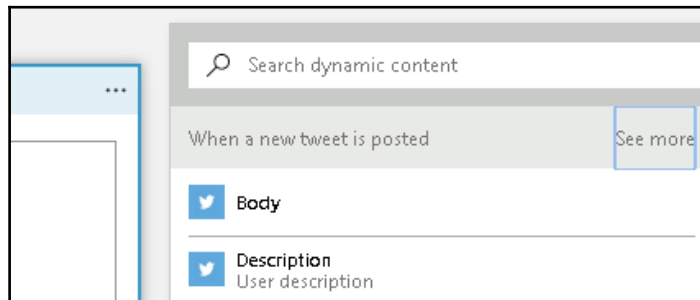 Search dynamic content
When a new tweet is posted See more
Body
Description
User description